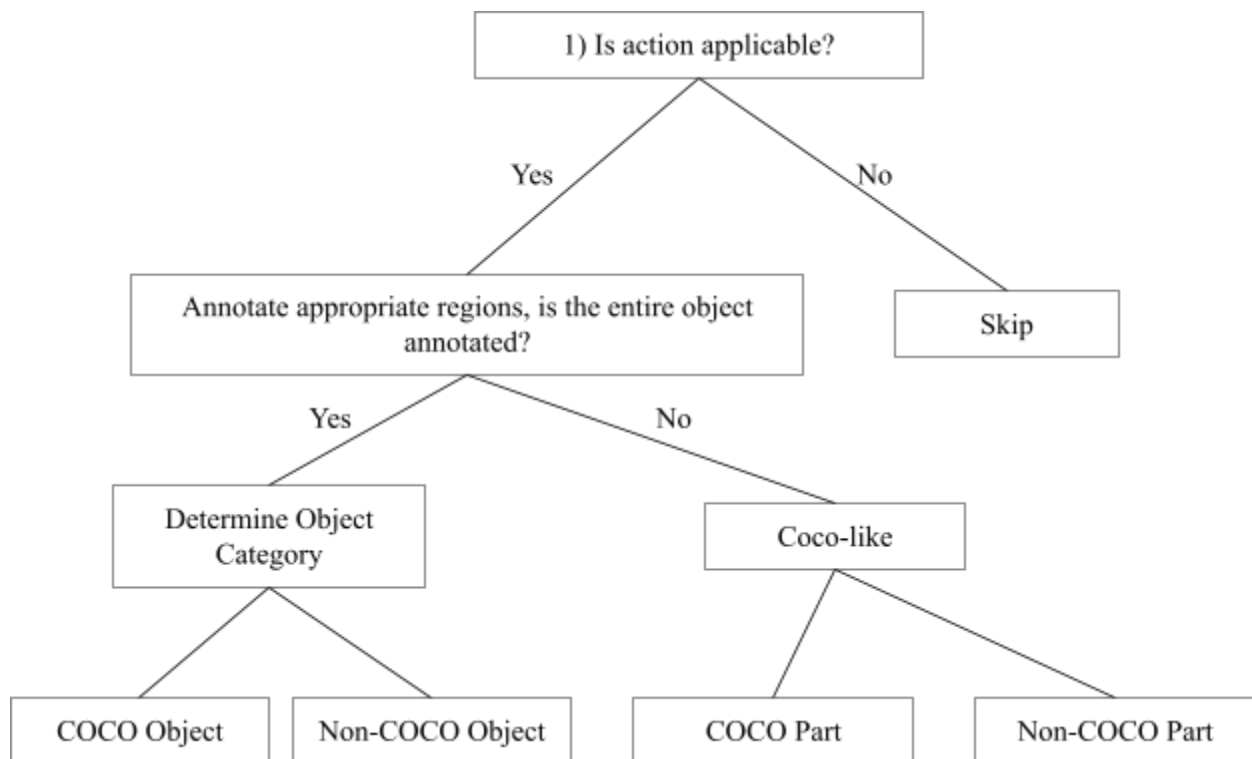 1) Is action applicable?
Yes
No
Annotate appropriate regions, is the entire object
annotated?
Skip
Yes
No
Determine Object
Category
Coco-like
COCO Object
Non-COCO Object
COCO Part
Non-COCO Part